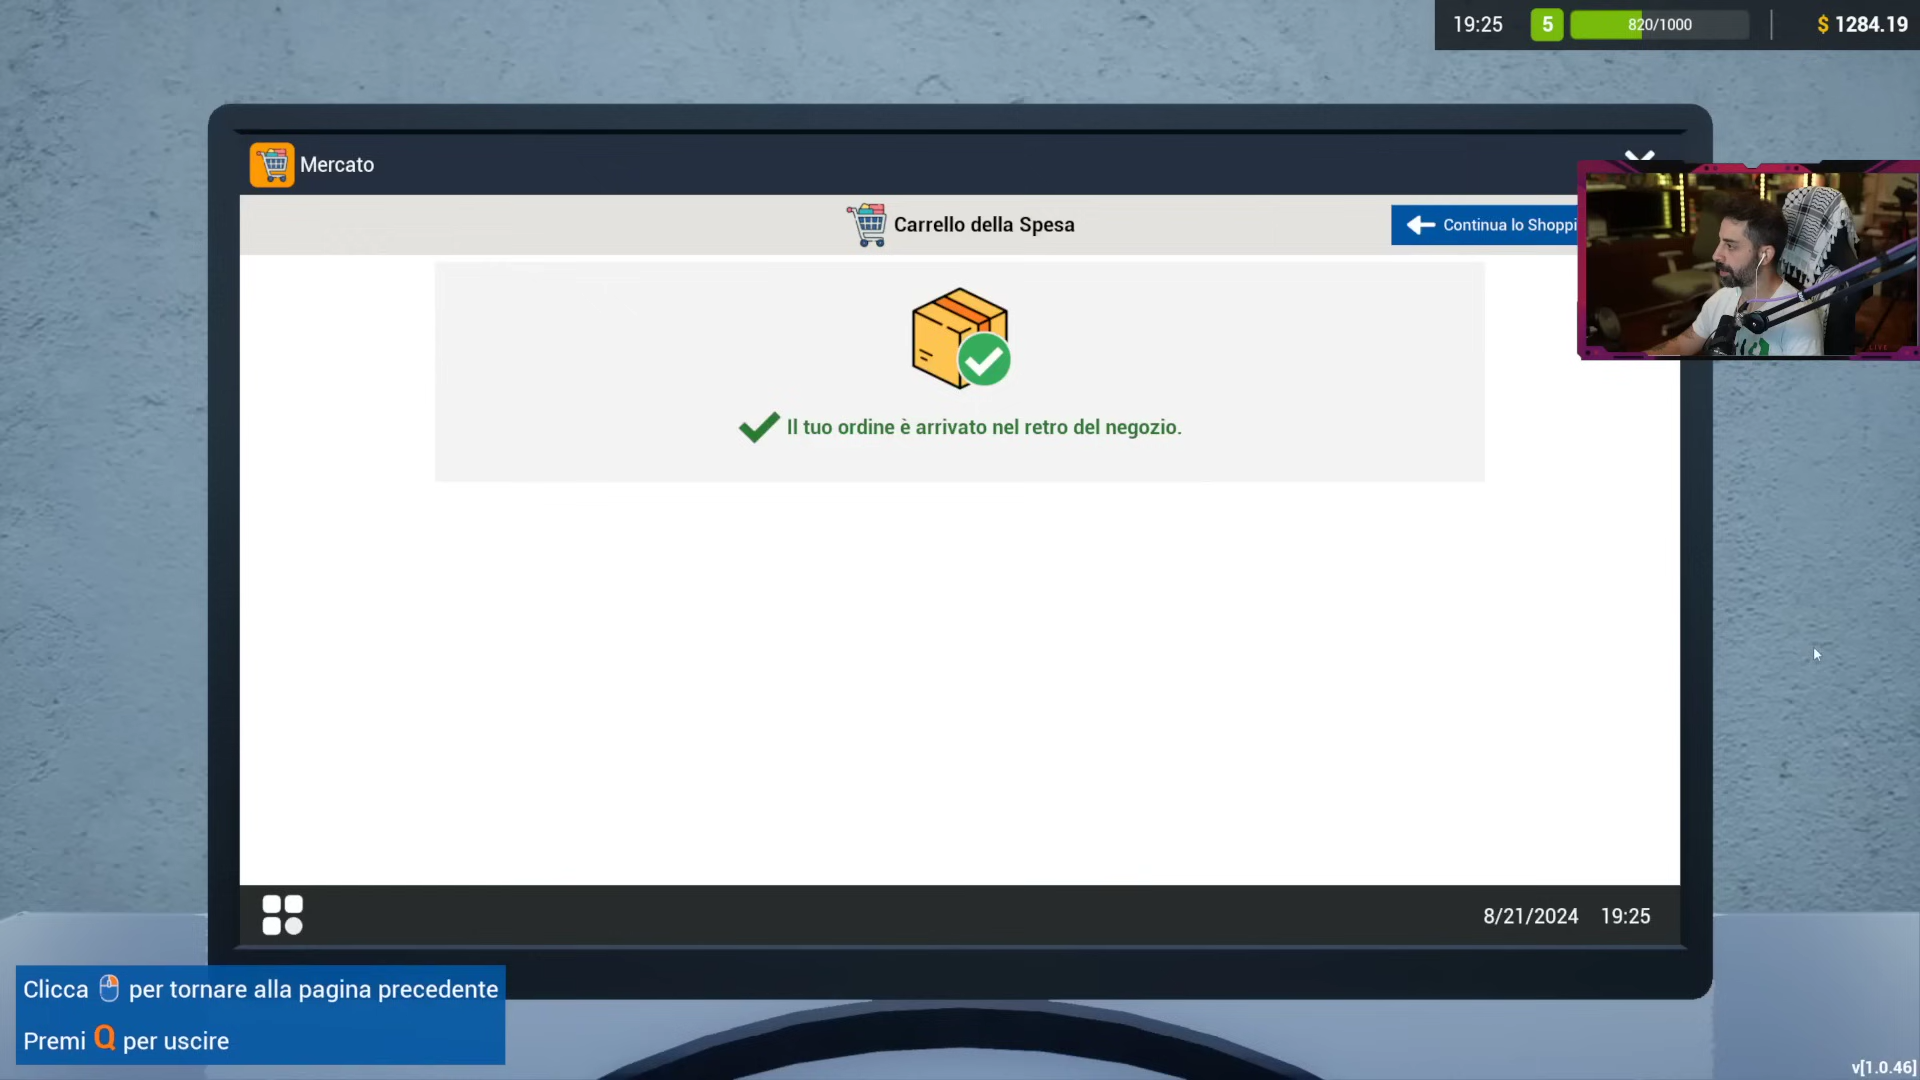 19:25 5 820/1000 $ 1284.19
Mercato
Carrello della Spesa
Continua lo Shoppi
Il tuo ordine è arrivato nel retro del negozio.
8/21/2024 19:25
Clicca per tornare alla pagina precedente
Premi Q per uscire
v[1.0.46]